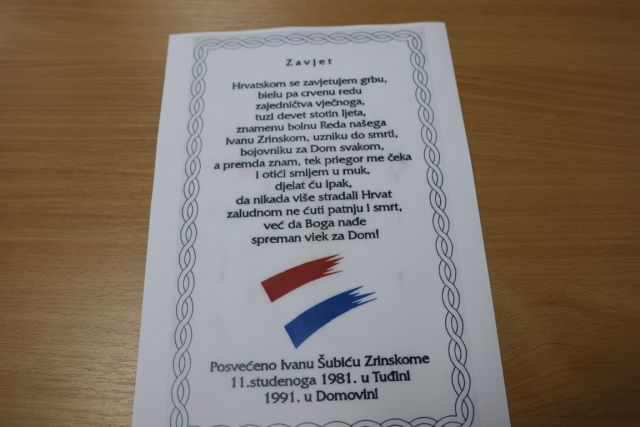 Zavjet
Hrvatskom se zavjetujem grbu,
bielu pa crvenu redu
zajedničtva vječnoga,
tuzi devet stotin ljeta,
znamenu bolnu Reda našega
Ivanu Zrinskom, uzniku do smrti,
bojovniku za Dom svakom,
a premda znam, tek priegor me čeka
i otići smijem u muk,
djelat ću ipak,
da nikada više stradali Hrvat
zaludnom ne ćuti patnju i smrt,
već da Boga nađe
spreman viek za Dom!
Posvećeno Ivanu Šubiću Zrinskome
11.studenoga 1981. u Tuđini
1991. u Domovini